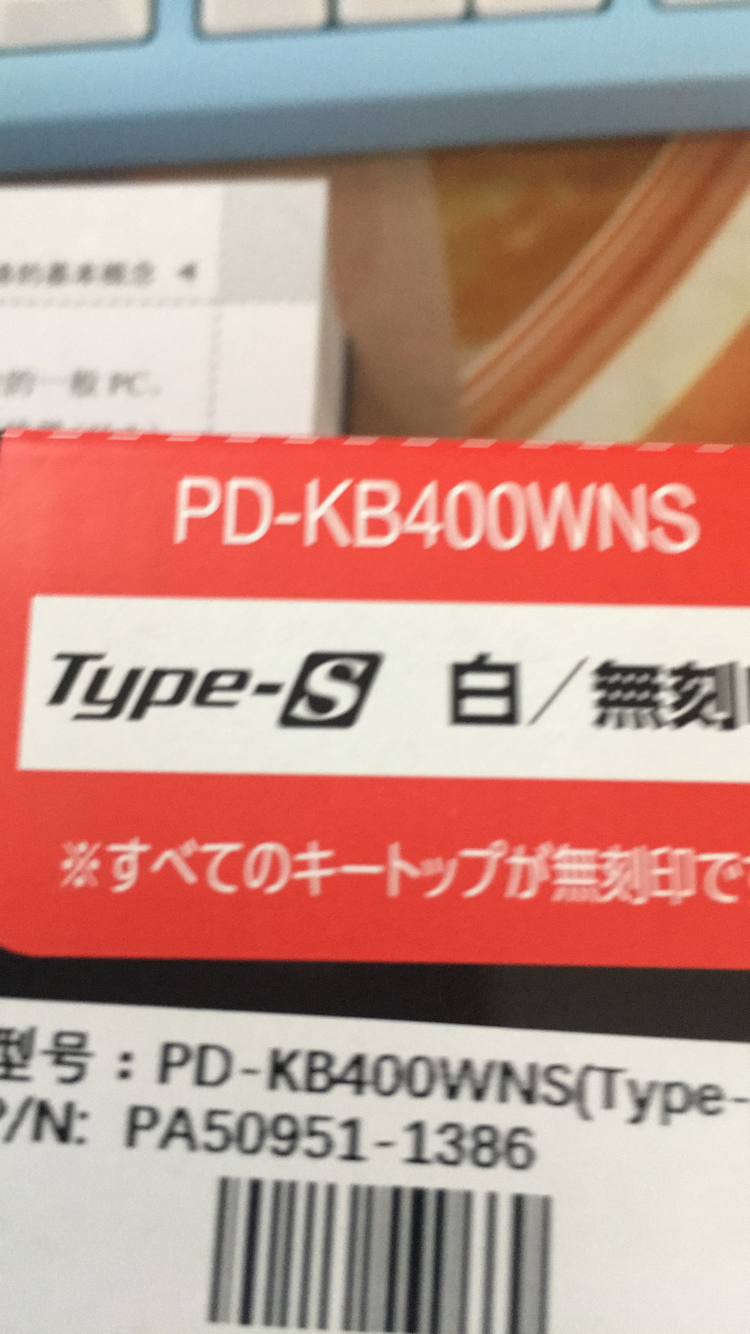 的基本概念 ◀
的一般 PC。
PD-KB400WNS
Type-S 白／無刻
※すべてのキートップが無刻印で
型号：PD-KB400WNS(Type-
P/N: PA50951-1386